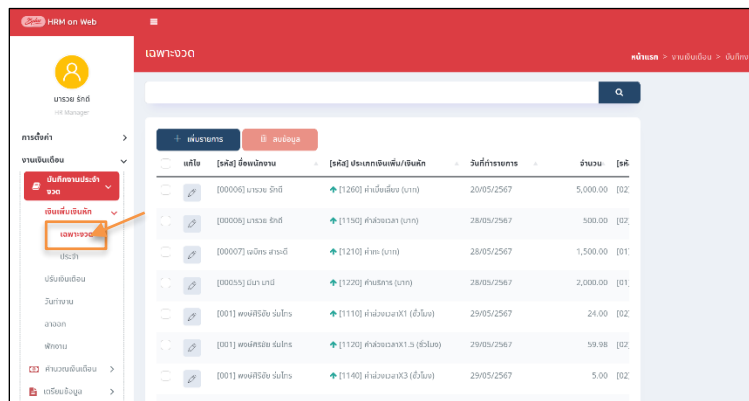 HRM on Web
เฉพาะงวด
หน้าแรก > งานเงินเดือน > บันทึกง
มารวย รักดี
HR Manager
การตั้งค่า
งานเงินเดือน
บันทึกงานประจำ
งวด
เงินเพิ่มเงินหัก
เฉพาะงวด
ประจำ
ปรับเงินเดือน
วันทำงาน
ลาออก
พักงาน
คำนวณเงินเดือน
เตรียมข้อมูล
+ เพิ่มรายการ ลบข้อมูล
แก้ไข [รหัส] ชื่อพนักงาน [รหัส] ประเภทเงินเพิ่ม/เงินหัก วันที่ทำรายการ จำนวน [รหั
[00006] มารวย รักดี [1260] ค่าเบี้ยเลี้ยง (บาท) 20/05/2567 5,000.00 [02]
[00006] มารวย รักดี [1150] ค่าล่วงเวลา (บาท) 28/05/2567 500.00 [02]
[00007] [1210] ค่ากะ (บาท) 28/05/2567 1,500.00 [01]
[00055] มีนา มานี [1220] ค่าบริการ (บาท) 28/05/2567 2,000.00 [01]
[001] พงษ์ศิริชัย ร่มไทร [1110] ค่าล่วงเวลาX1 (ชั่วโมง) 29/05/2567 24.00 [02]
[001] พงษ์ศิริชัย ร่มไทร [1120] ค่าล่วงเวลาX1.5 (ชั่วโมง) 29/05/2567 59.98 [02]
[001] พงษ์ศิริชัย ร่มไทร [1140] ค่าล่วงเวลาX3 (ชั่วโมง) 29/05/2567 5.00 [02]